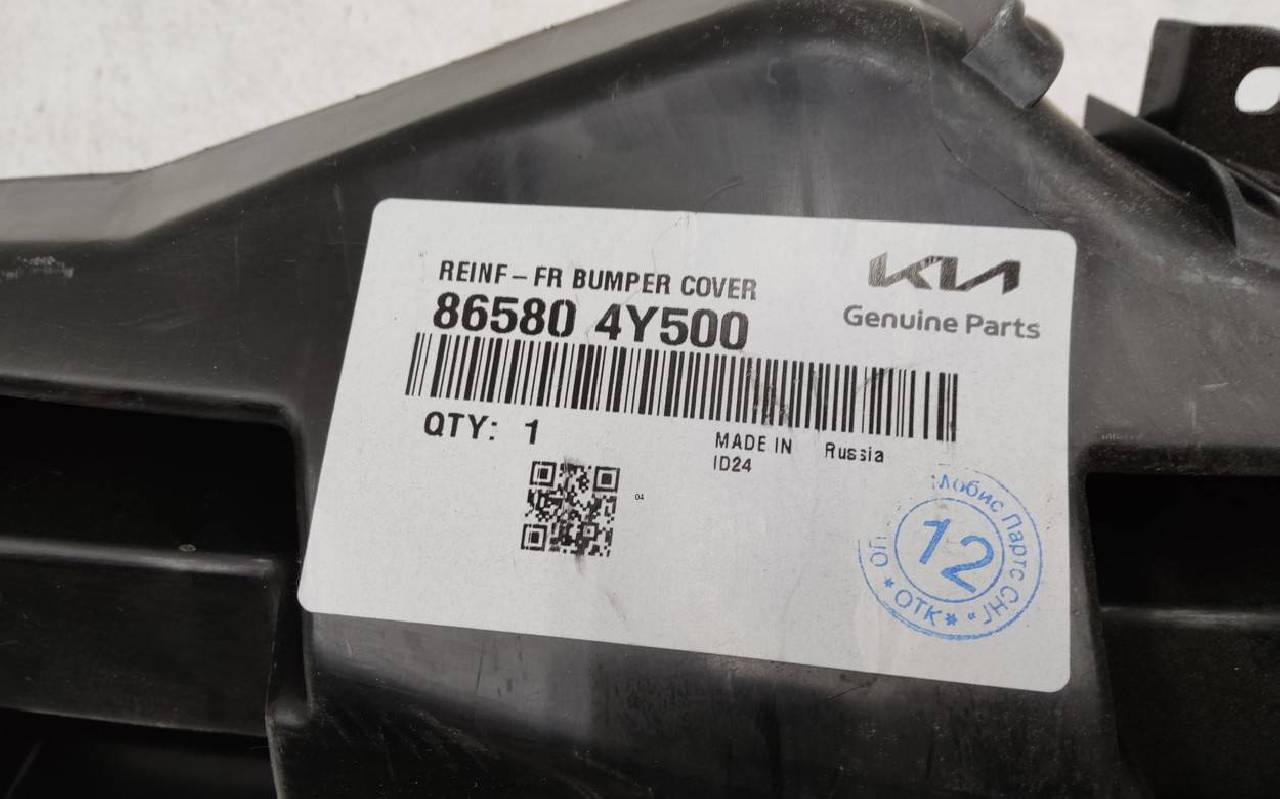 REINF-FR BUMPER COVER
86580 4Y500
KIA
Genuine Parts
QTY: 1
MADE IN Russia
ID24
04
Мобис Партс СНГ"
12
* ОТК *